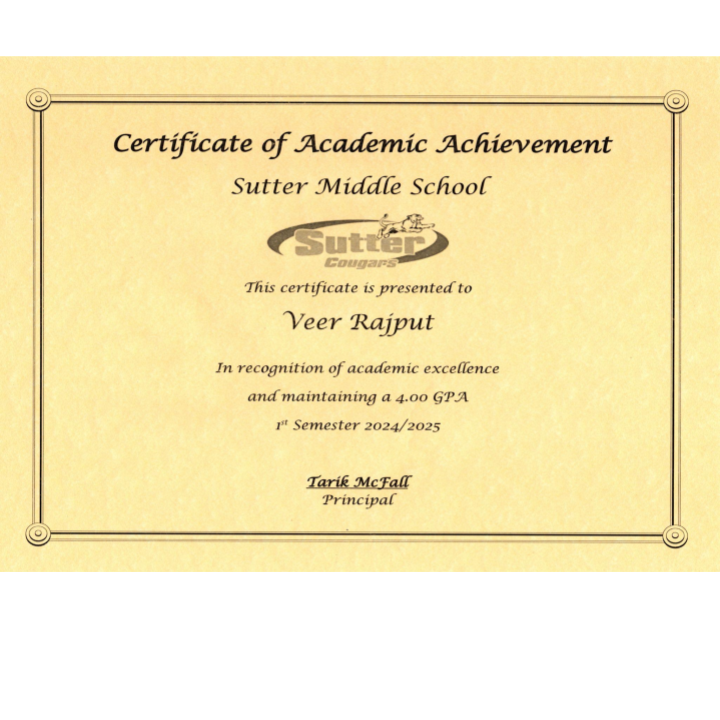 Certificate of Academic Achievement
Sutter Middle School
Sutter
Cougars
This certificate is presented to
Veer Rajput
In recognition of academic excellence
and maintaining a 4.00 GPA
1st Semester 2024/2025
Tarik McFall
Principal